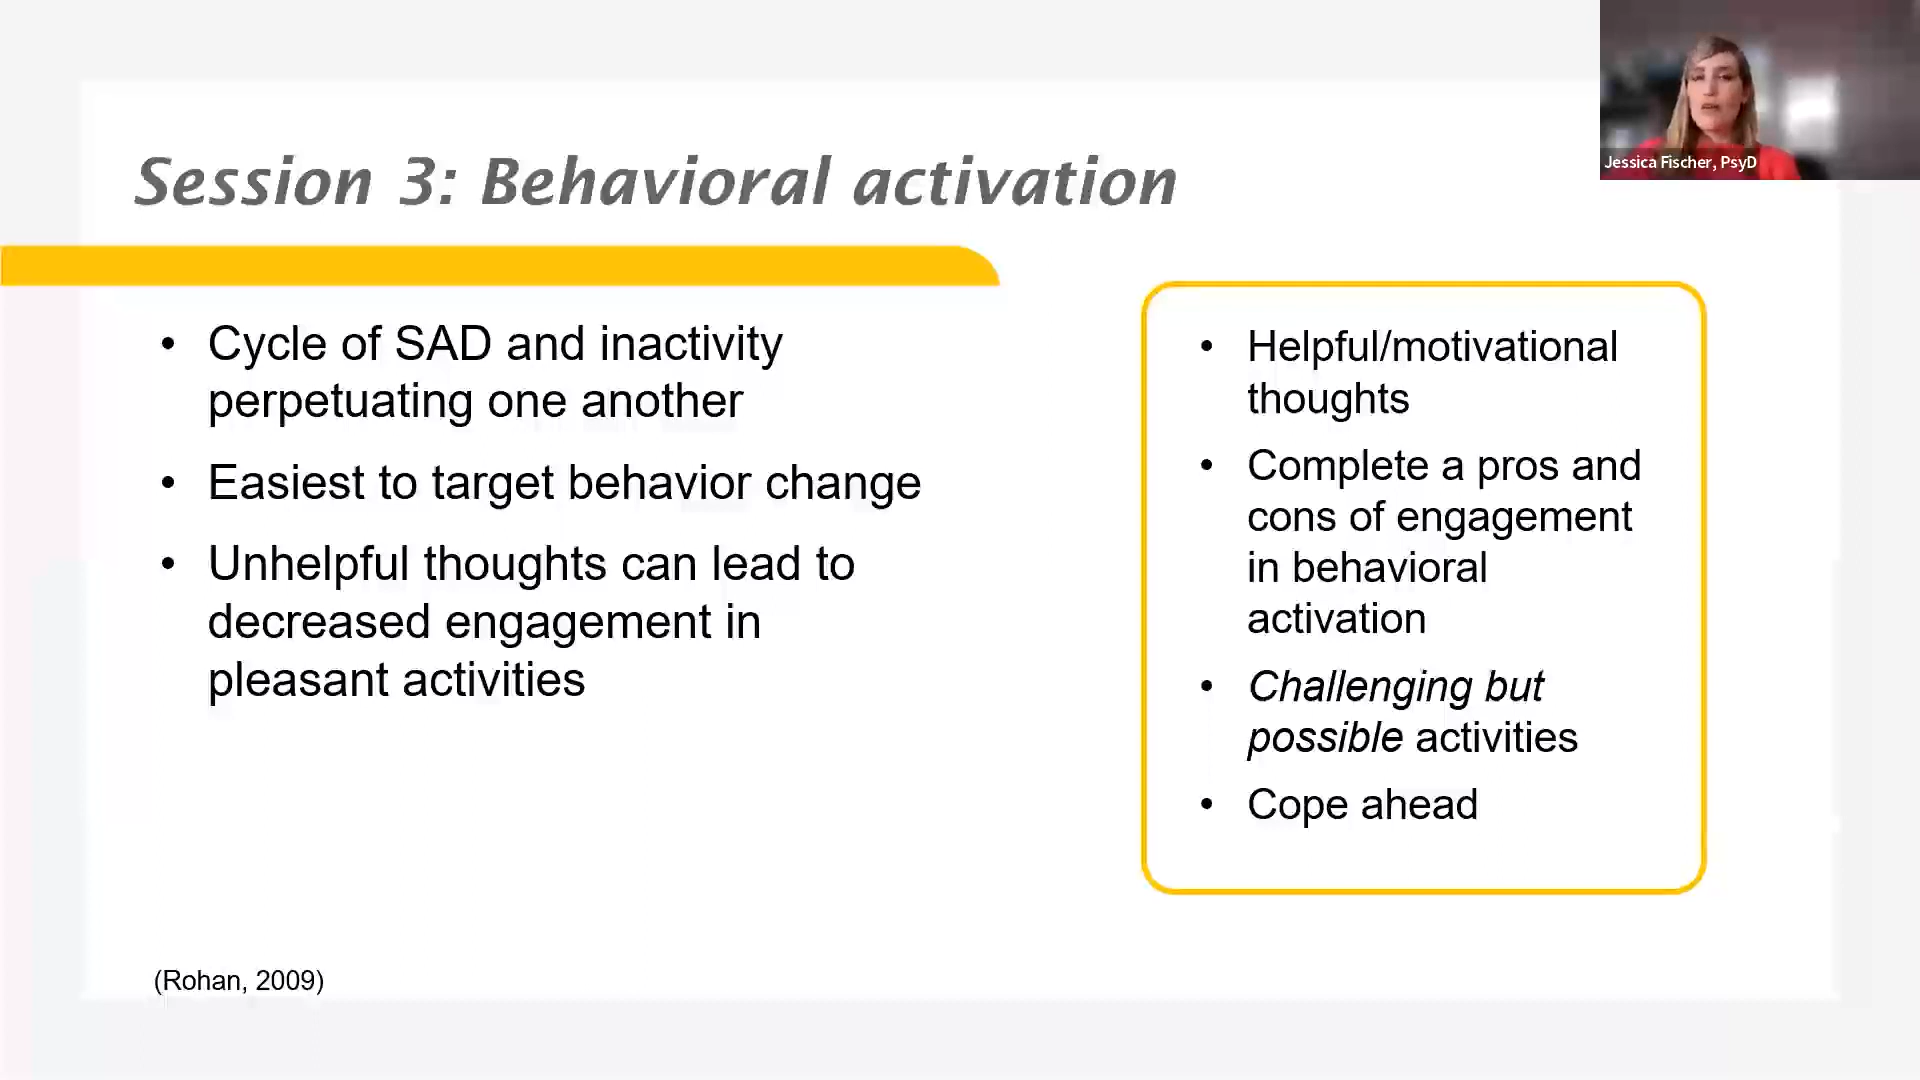 Session 3: Behavioral activation
Jessica Fischer, PsyD
• Cycle of SAD and inactivity
perpetuating one another
• Easiest to target behavior change
• Unhelpful thoughts can lead to
decreased engagement in
pleasant activities
• Helpful/motivational
thoughts
• Complete a pros and
cons of engagement
in behavioral
activation
• Challenging but
possible activities
• Cope ahead
(Rohan, 2009)